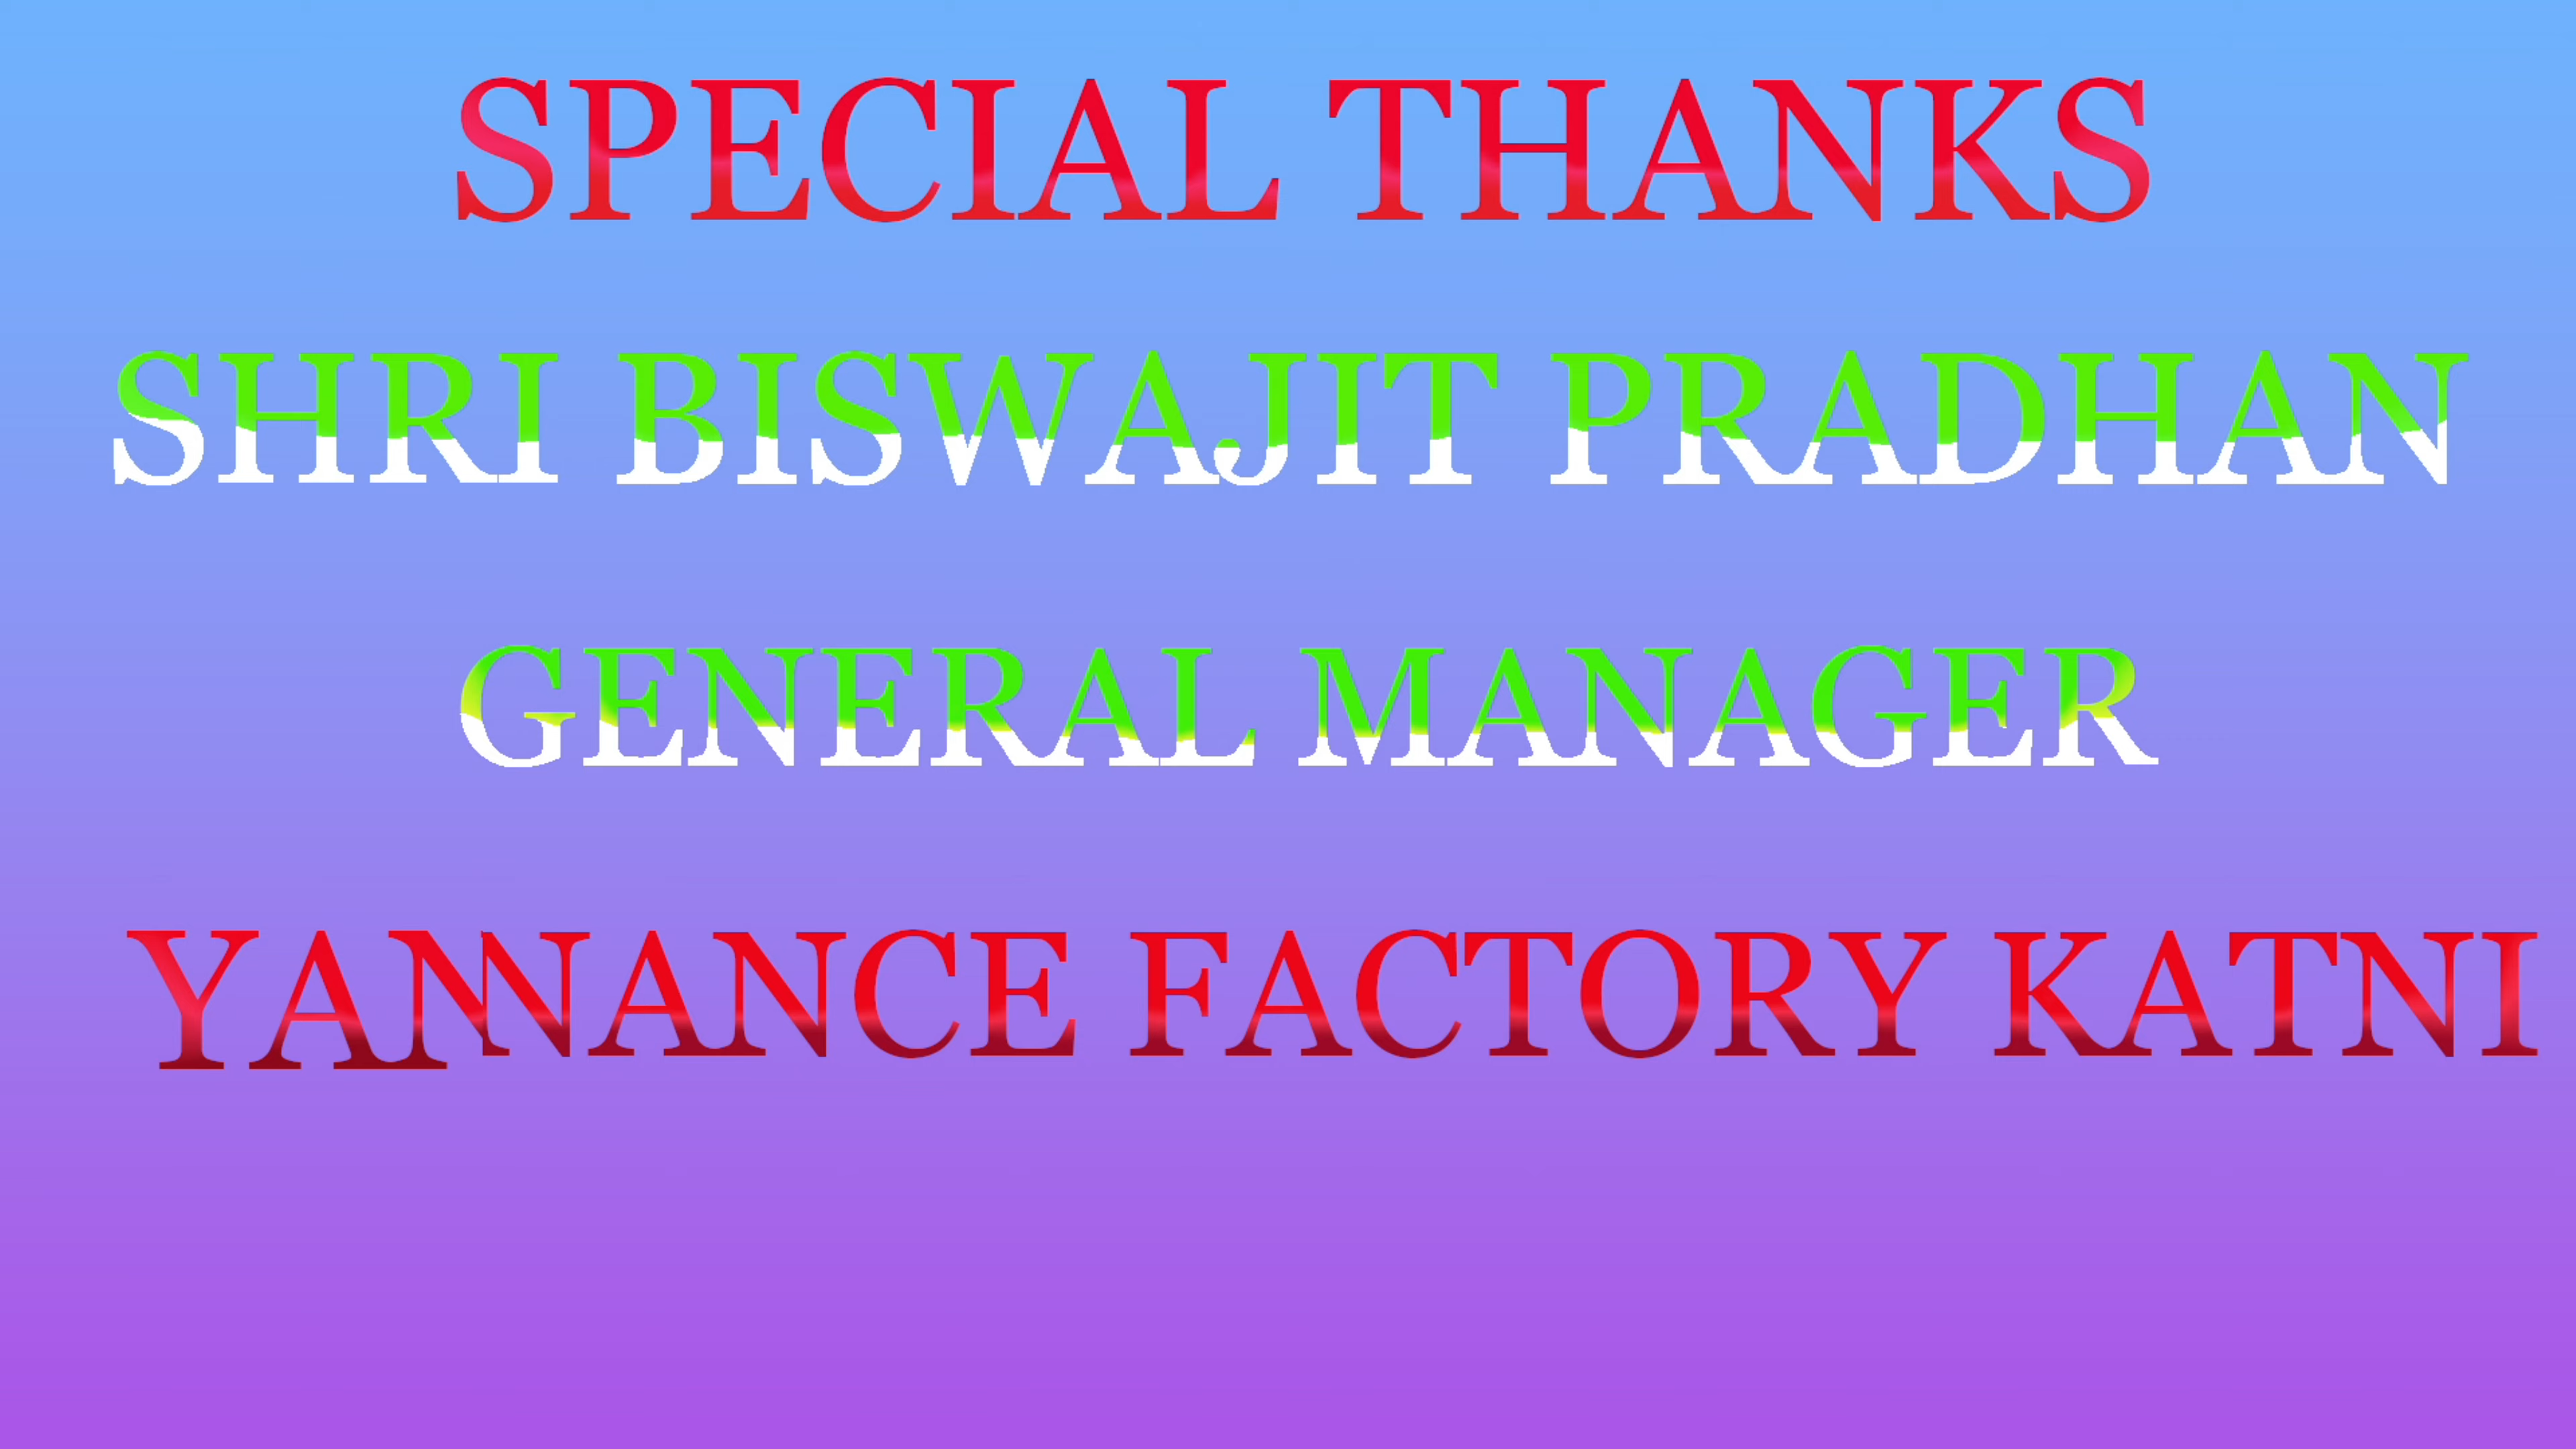 SPECIAL THANKS
SHRI BISWAJIT PRADHAN
GENERAL MANAGER
YANNANCE FACTORY KATNI